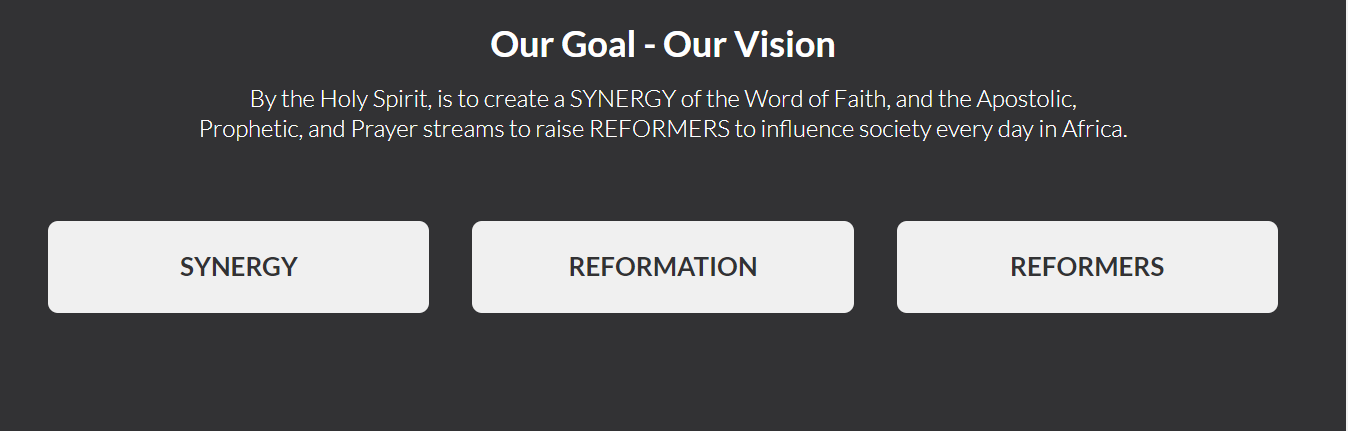 Our Goal - Our Vision
By the Holy Spirit, is to create a SYNERGY of the Word of Faith, and the Apostolic,
Prophetic, and Prayer streams to raise REFORMERS to influence society every day in Africa.
SYNERGY
REFORMATION
REFORMERS